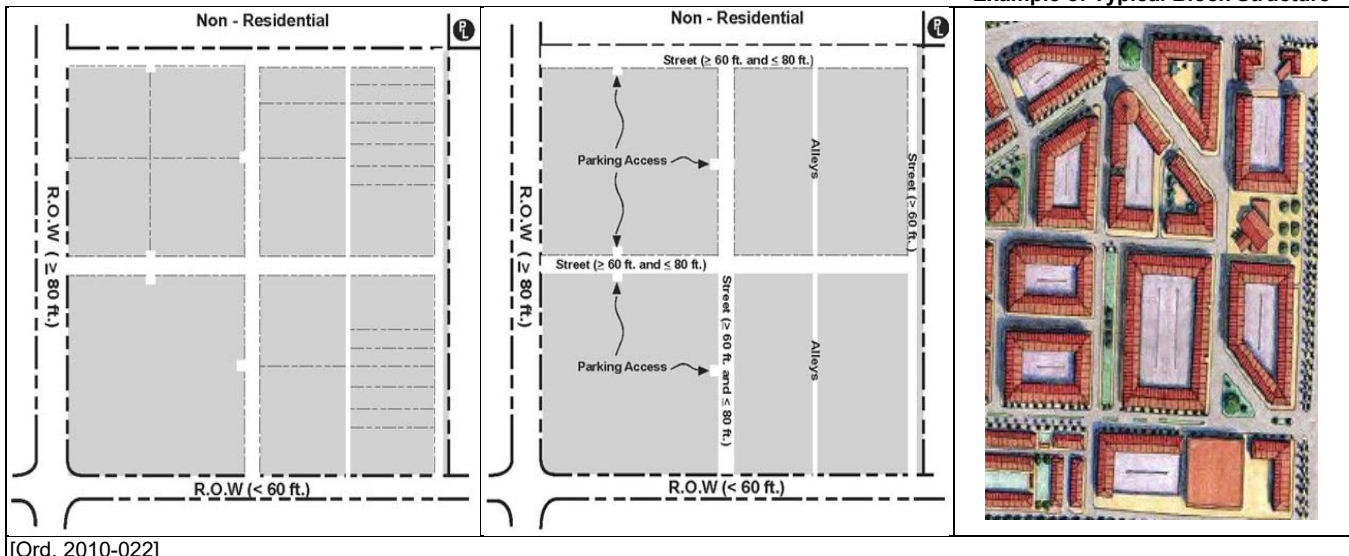 Example of Typical Block Structure
Non - Residential
PL
R.O.W (≥ 80 ft.)
R.O.W (< 60 ft.)
Non - Residential
PL
Street (≥ 60 ft. and ≤ 80 ft.)
Parking Access
Alleys
Street (> 60 ft.)
R.O.W (≥ 80 ft.)
Street (≥ 60 ft. and ≤ 80 ft.)
Street (≥ 60 ft. and ≤ 80 ft.)
Parking Access
Alleys
R.O.W (< 60 ft.)
[Ord. 2010-022]